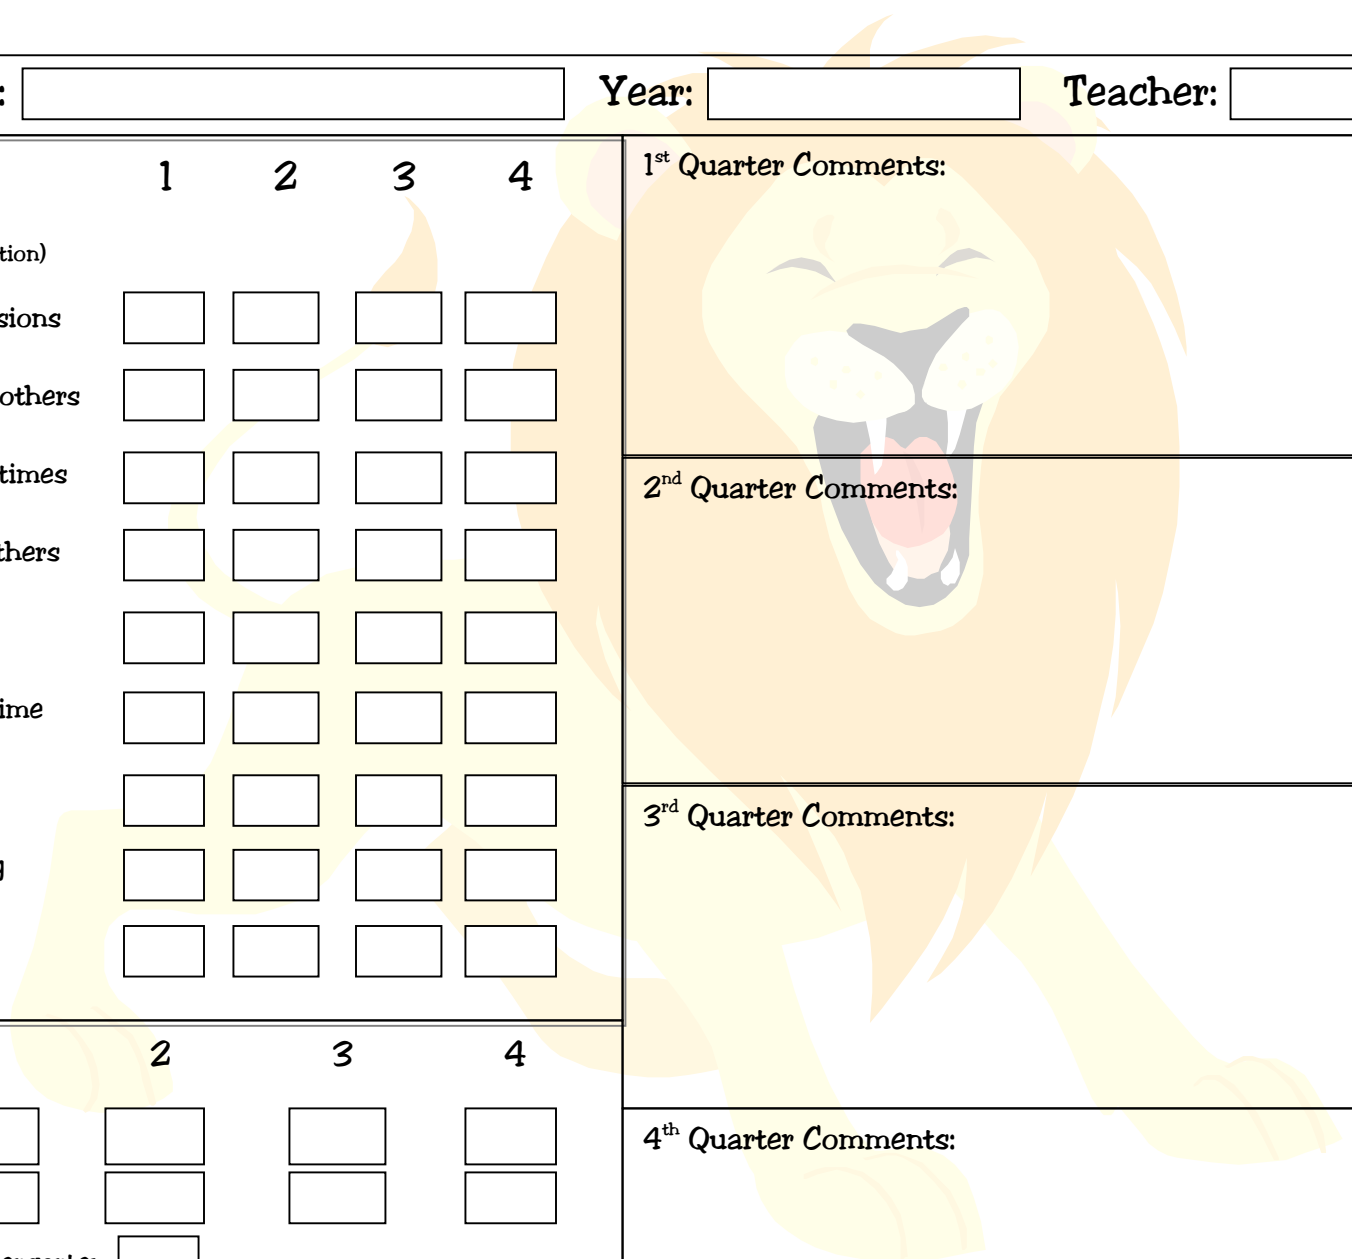 : Year: Teacher:
1 2 3 4
tion)
sions
others
times
thers
ime
g
2 3 4
1st Quarter Comments:
2nd Quarter Comments:
3rd Quarter Comments:
4th Quarter Comments: